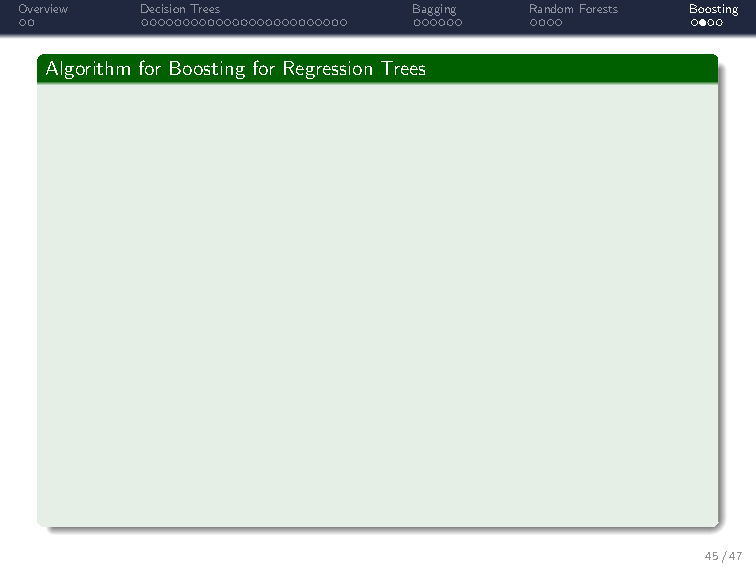 Overview Decision Trees Bagging Random Forests Boosting
Algorithm for Boosting for Regression Trees
45 / 47